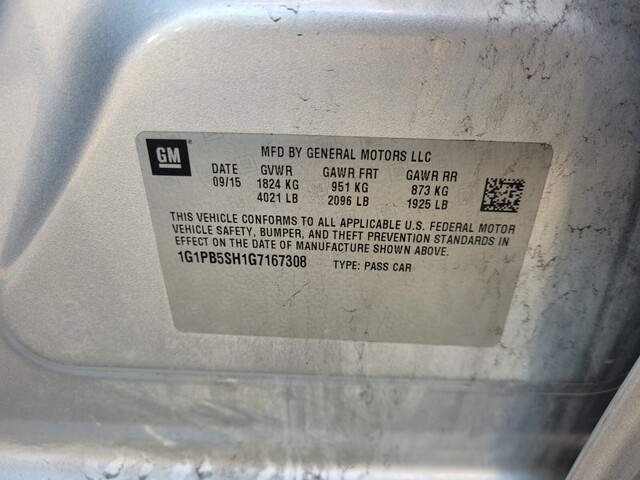 GM
MFD BY GENERAL MOTORS LLC
DATE GVWR GAWR FRT GAWR RR
09/15 1824 KG 951 KG 873 KG
4021 LB 2096 LB 1925 LB
THIS VEHICLE CONFORMS TO ALL APPLICABLE U.S. FEDERAL MOTOR
VEHICLE SAFETY, BUMPER, AND THEFT PREVENTION STANDARDS IN
EFFECT ON THE DATE OF MANUFACTURE SHOWN ABOVE.
1G1PB5SH1G7167308 TYPE: PASS CAR